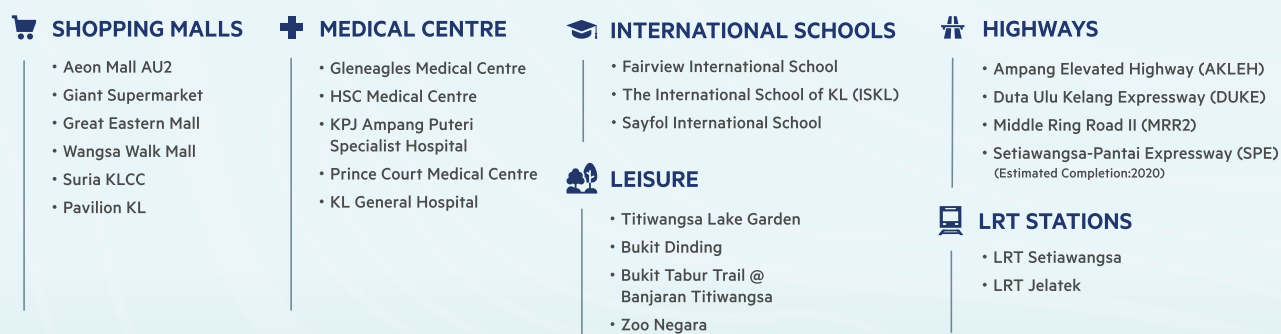 SHOPPING MALLS
• Aeon Mall AU2
• Giant Supermarket
• Great Eastern Mall
• Wangsa Walk Mall
• Suria KLCC
• Pavilion KL
MEDICAL CENTRE
• Gleneagles Medical Centre
• HSC Medical Centre
• KPJ Ampang Puteri
Specialist Hospital
• Prince Court Medical Centre
• KL General Hospital
INTERNATIONAL SCHOOLS
• Fairview International School
• The International School of KL (ISKL)
• Sayfol International School
LEISURE
• Titiwangsa Lake Garden
• Bukit Dinding
• Bukit Tabur Trail @
Banjaran Titiwangsa
• Zoo Negara
HIGHWAYS
• Ampang Elevated Highway (AKLEH)
• Duta Ulu Kelang Expressway (DUKE)
• Middle Ring Road II (MRR2)
• Setiawangsa-Pantai Expressway (SPE)
(Estimated Completion:2020)
LRT STATIONS
• LRT Setiawangsa
• LRT Jelatek